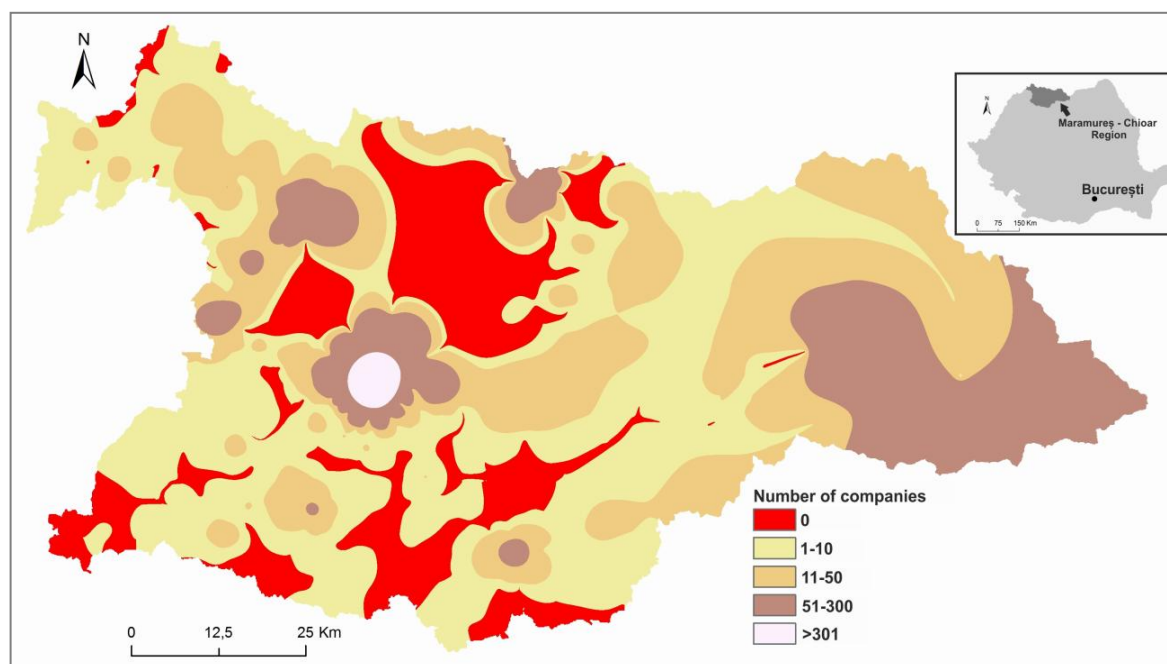 N
N
Maramureș - Chioar
Region
București
0 75 150 Km
Number of companies
0
1-10
11-50
51-300
>301
0 12,5 25 Km